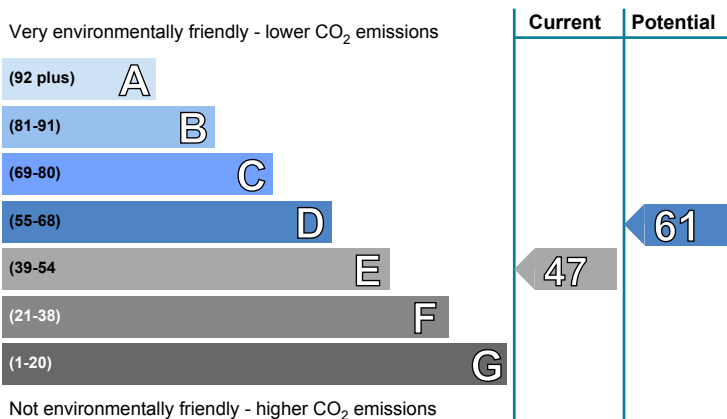 Very environmentally friendly - lower CO2 emissions
Current
Potential
(92 plus) A
(81-91) B
(69-80) C
(55-68) D
61
(39-54 E
47
(21-38) F
(1-20) G
Not environmentally friendly - higher CO2 emissions